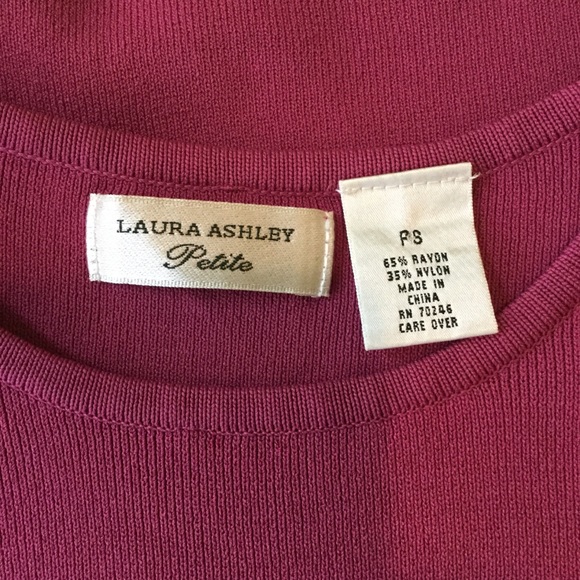 LAURA ASHLEY
Petite
PS
65% RAYON
35% NYLON
MADE IN
CHINA
RN 70246
CARE OVER